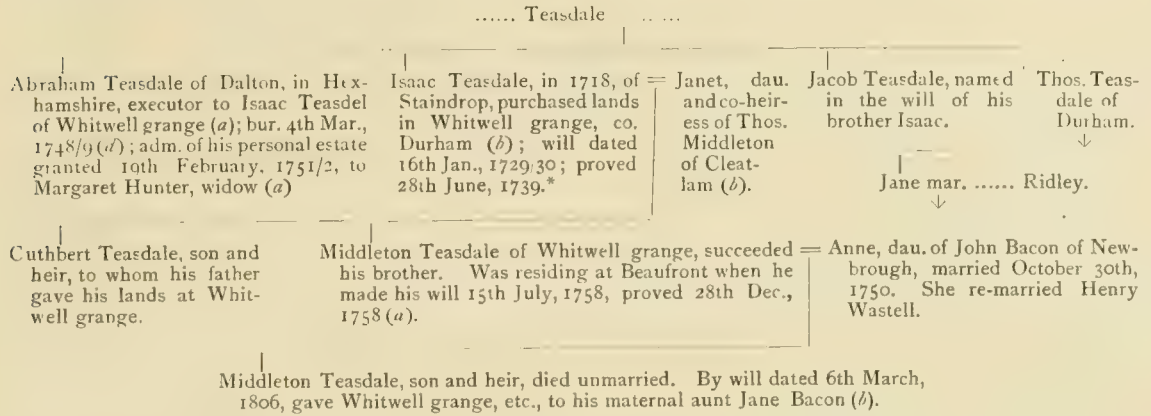 ...... Teasdale .. ...
Abraham Teasdale of Dalton, in Hex-
hamshire, executor to Isaac Teasdel
of Whitwell grange (a); bur. 4th Mar.,
1748/9 (d); adm. of his personal estate
granted 19th February, 1751/2, to
Margaret Hunter, widow (a)
Isaac Teasdale, in 1718, of =
Staindrop, purchased lands
in Whitwell grange, co.
Durham (b); will dated
16th Jan., 1729/30; proved
28th June, 1739.*
Janet, dau.
and co-heir-
ess of Thos.
Middleton
of Cleat-
lam (b).
Jacob Teasdale, named
in the will of his
brother Isaac.
Thos. Teas-
dale of
Durham.
↓
Jane mar. ...... Ridley.
↓
Cuthbert Teasdale, son and
heir, to whom his father
gave his lands at Whit-
well grange.
Middleton Teasdale of Whitwell grange, succeeded =
his brother. Was residing at Beaufront when he
made his will 15th July, 1758, proved 28th Dec.,
1758 (a).
Anne, dau. of John Bacon of New-
brough, married October 30th,
1750. She re-married Henry
Wastell.
Middleton Teasdale, son and heir, died unmarried. By will dated 6th March,
1806, gave Whitwell grange, etc., to his maternal aunt Jane Bacon (b).